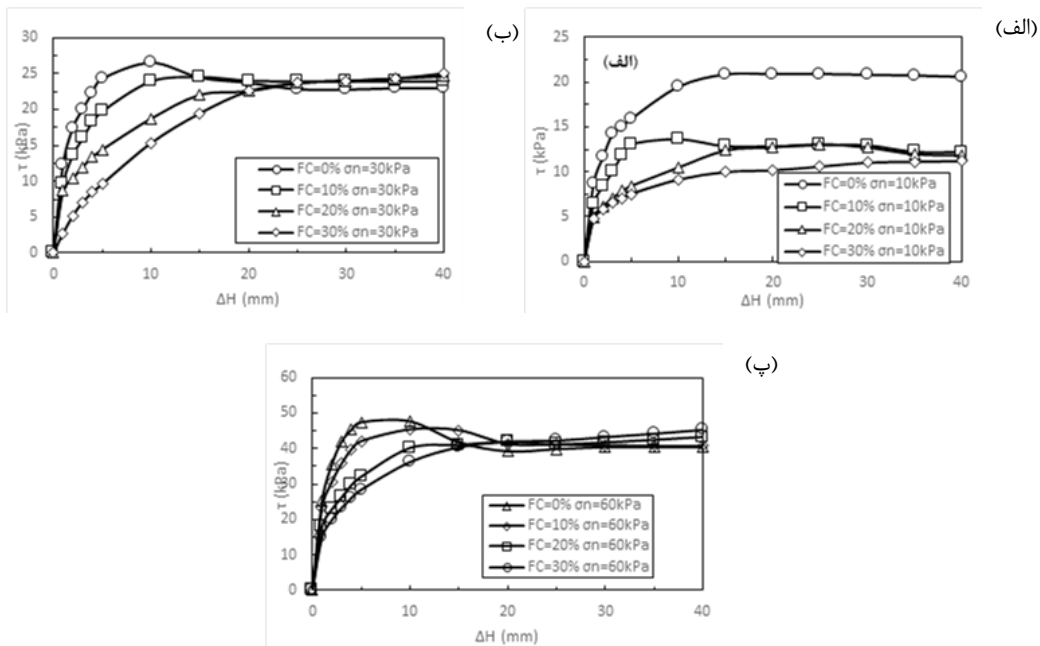 (الف)
(الف)
τ (kPa)
25
20
15
10
5
0
0 10 20 30 40
ΔH (mm)
FC=0% σn=10kPa
FC=10% σn=10kPa
FC=20% σn=10kPa
FC=30% σn=10kPa
(ب)
τ (kPa)
30
25
20
15
10
5
0
0 10 20 30 40
ΔH (mm)
FC=0% σn=30kPa
FC=10% σn=30kPa
FC=20% σn=30kPa
FC=30% σn=30kPa
(پ)
τ (kPa)
60
50
40
30
20
10
0
0 10 20 30 40
ΔH (mm)
FC=0% σn=60kPa
FC=10% σn=60kPa
FC=20% σn=60kPa
FC=30% σn=60kPa